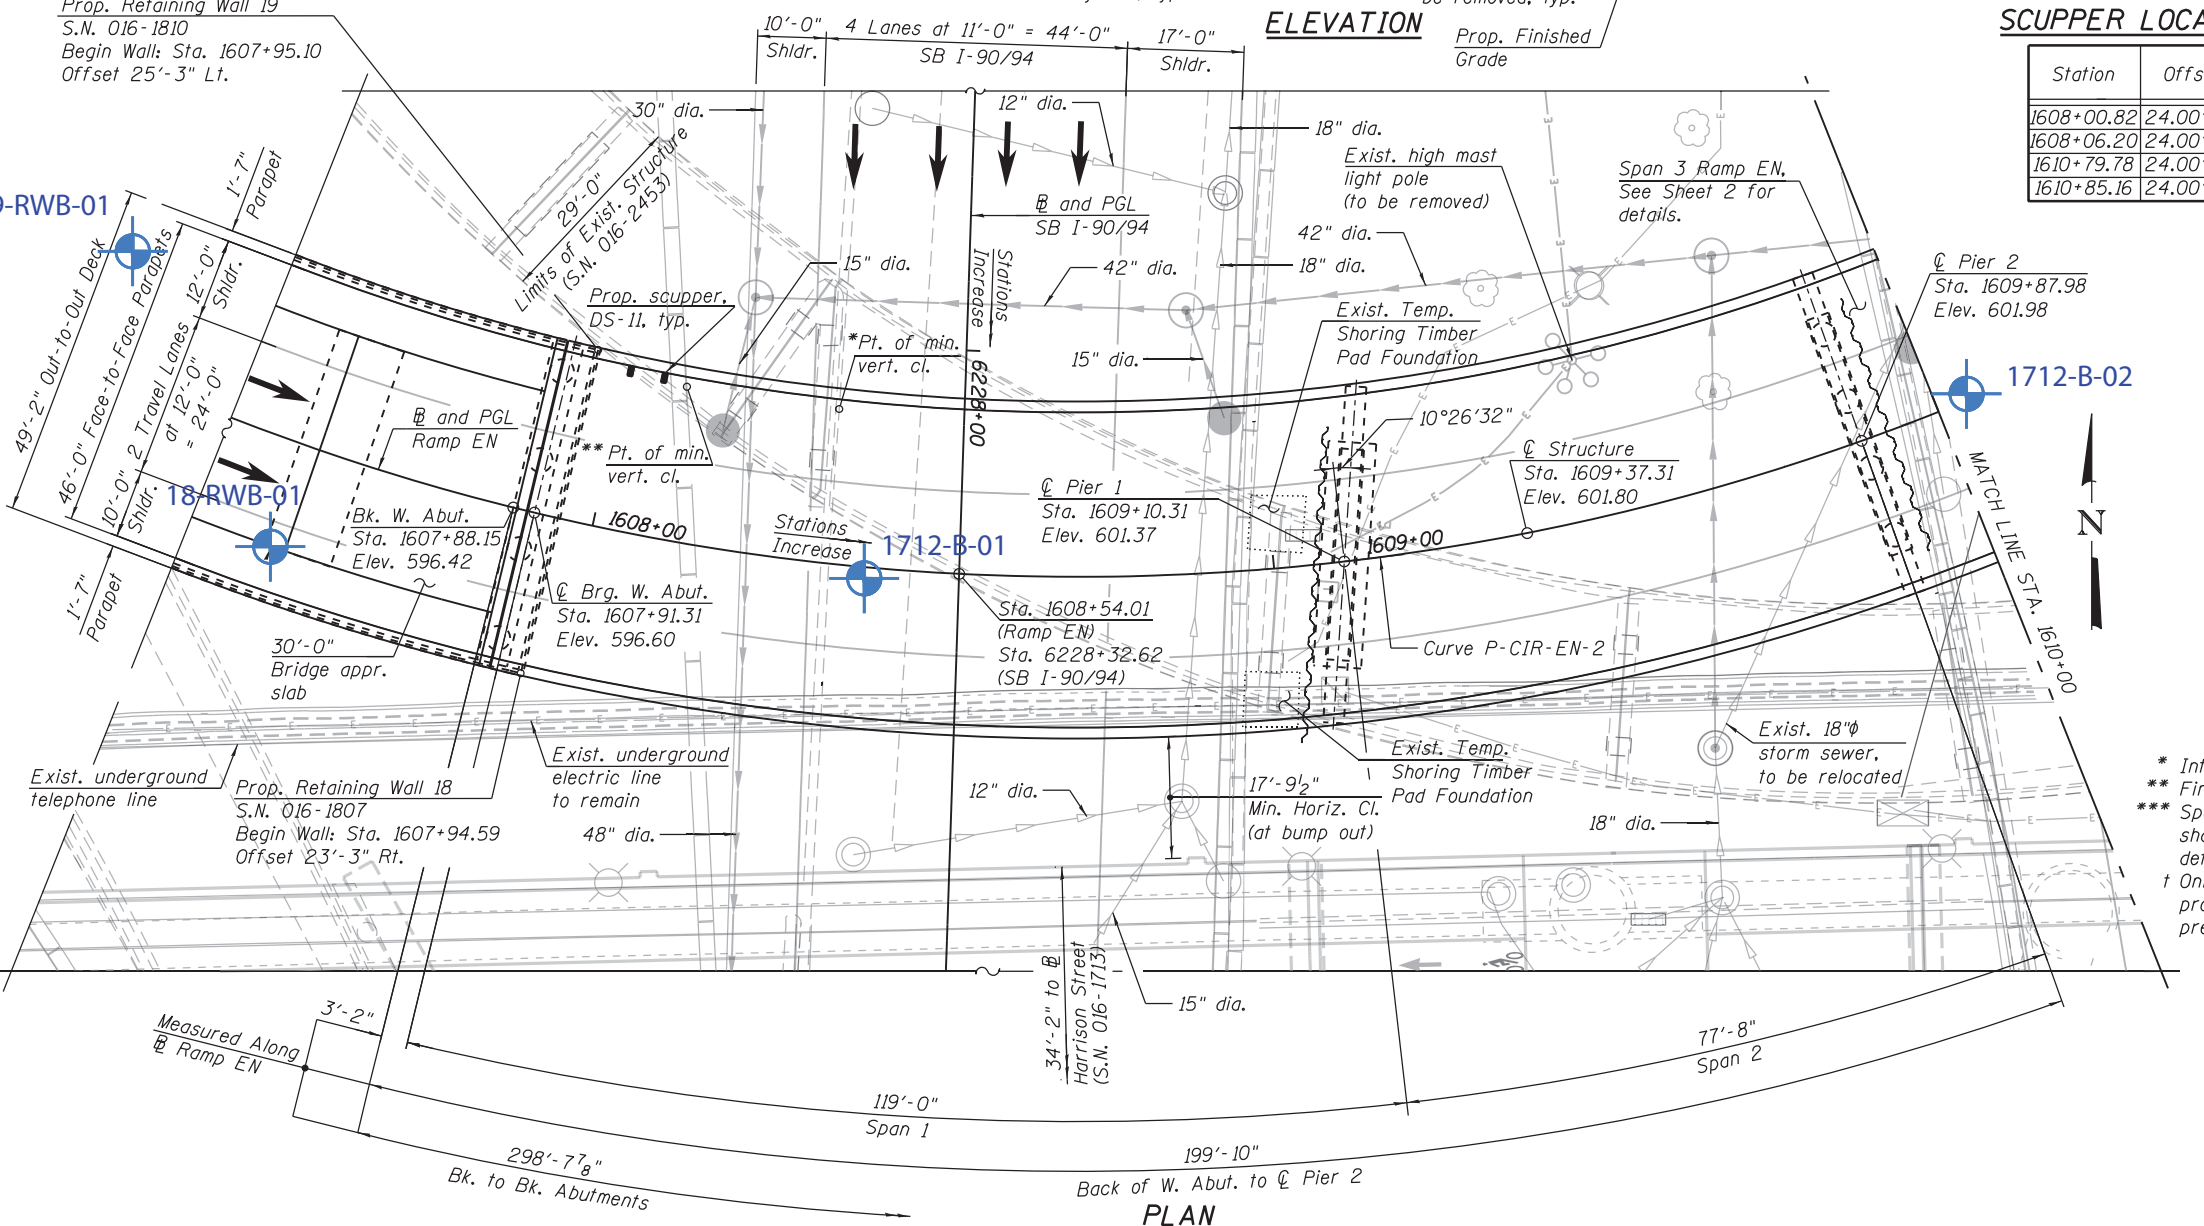 Prop. Retaining Wall 19
S.N. 016-1810
Begin Wall: Sta. 1607+95.10
Offset 25'-3" Lt.
10'-0"
Shldr.
4 Lanes at 11'-0" = 44'-0"
SB I-90/94
17'-0"
Shldr.
ELEVATION
Prop. Finished
Grade
SCUPPER LOCA
Station
Offs
1608+00.82
24.00'
1608+06.20
24.00'
1610+79.78
24.00'
1610+85.16
24.00'
30" dia.
12" dia.
18" dia.
Exist. high mast
light pole
(to be removed)
Span 3 Ramp EN,
See Sheet 2 for
details.
1'-7"
Parapet
29'-0"
Limits of Exist. Structure
(S.N. 016-2453)
℄ and PGL
SB I-90/94
42" dia.
9-RWB-01
49'-2" Out-to-Out Deck
46'-0" Face-to-Face Parapets
12'-0"
Shldr.
2 Travel Lanes
at 12'-0"
= 24'-0"
10'-0"
Shldr.
1'-7"
Parapet
15" dia.
Stations
Increase
42" dia.
18" dia.
℄ Pier 2
Sta. 1609+87.98
Elev. 601.98
Prop. scupper,
DS-11, typ.
*Pt. of min.
vert. cl.
Exist. Temp.
Shoring Timber
Pad Foundation
15" dia.
6228+00
1712-B-02
℄ and PGL
Ramp EN
**Pt. of min.
vert. cl.
10°26'32"
℄ Structure
Sta. 1609+37.31
Elev. 601.80
MATCH LINE STA. 1610+00
N
18-RWB-01
Bk. W. Abut.
Sta. 1607+88.15
Elev. 596.42
1608+00
Stations
Increase
1712-B-01
℄ Pier 1
Sta. 1609+10.31
Elev. 601.37
1609+00
℄ Brg. W. Abut.
Sta. 1607+91.31
Elev. 596.60
Sta. 1608+54.01
(Ramp EN)
Sta. 6228+32.62
(SB I-90/94)
Curve P-CIR-EN-2
30'-0"
Bridge appr.
slab
Exist. underground
telephone line
Prop. Retaining Wall 18
S.N. 016-1807
Begin Wall: Sta. 1607+94.59
Offset 23'-3" Rt.
Exist. underground
electric line
to remain
48" dia.
12" dia.
17'-9½"
Min. Horiz. Cl.
(at bump out)
Exist. Temp.
Shoring Timber
Pad Foundation
Exist. 18"ϕ
storm sewer,
to be relocated
18" dia.
* Int
** Fin
*** Sp
sho
det
† On
pro
pre
34'-2" to ℄
Harrison Street
(S.N. 016-1713)
15" dia.
3'-2"
Measured Along
℄ Ramp EN
119'-0"
Span 1
77'-8"
Span 2
298'-7⅞"
Bk. to Bk. Abutments
199'-10"
Back of W. Abut. to ℄ Pier 2
PLAN